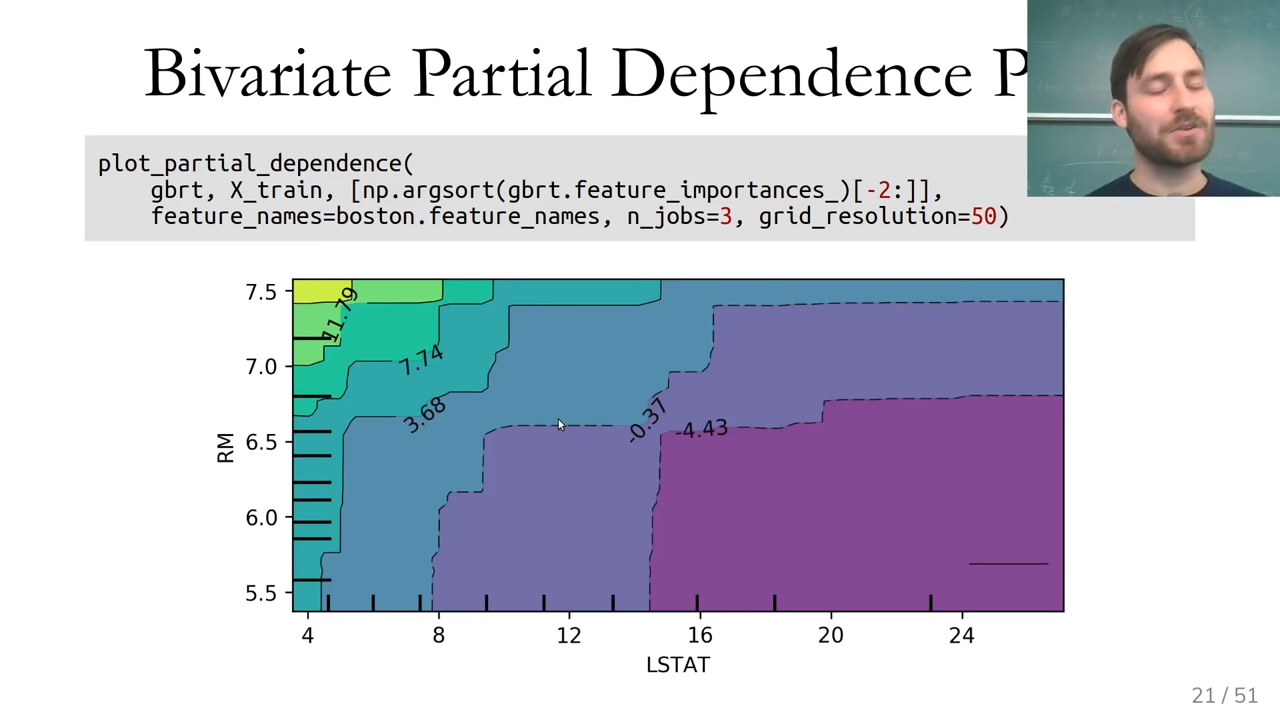 Bivariate Partial Dependence P
plot_partial_dependence(
gbrt, X_train, [np.argsort(gbrt.feature_importances_)[-2:]],
feature_names=boston.feature_names, n_jobs=3, grid_resolution=50)
7.5
7.0
6.5
6.0
5.5
RM
11.79
7.74
3.68
-0.37
-4.43
4
8
12
16
20
24
LSTAT
21 / 51